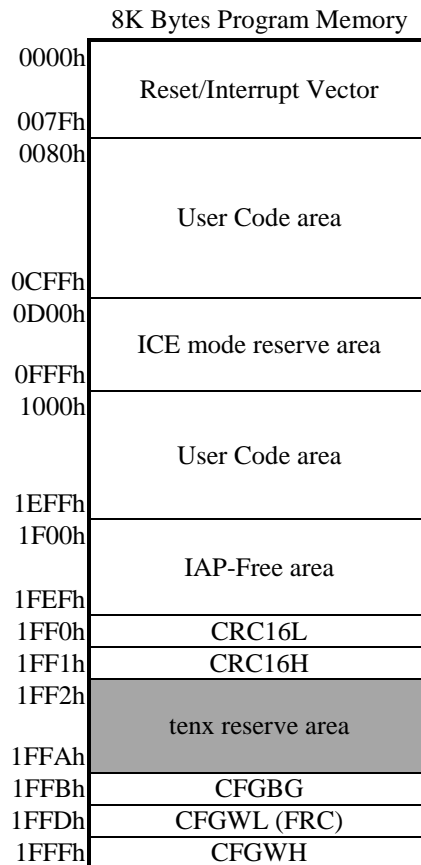 8K Bytes Program Memory
0000h
Reset/Interrupt Vector
007Fh
0080h
User Code area
0CFFh
0D00h
ICE mode reserve area
0FFFh
1000h
User Code area
1EFFh
1F00h
IAP-Free area
1FEFh
1FF0h CRC16L
1FF1h CRC16H
1FF2h
tenx reserve area
1FFAh
1FFBh CFGBG
1FFDh CFGWL (FRC)
1FFFh CFGWH